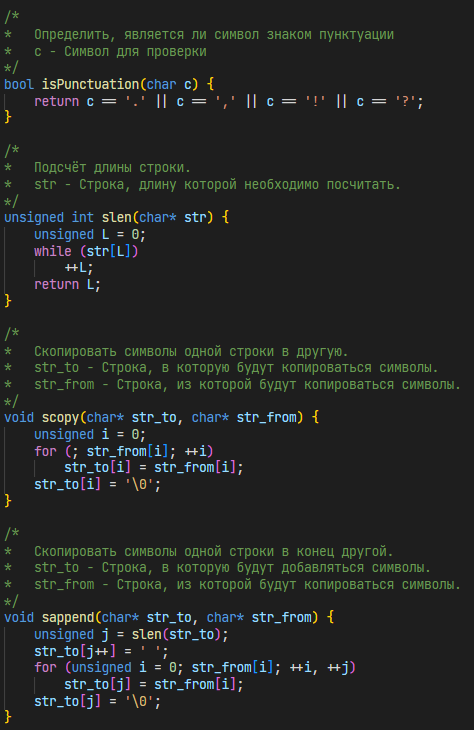 /*
*   Определить, является ли символ знаком пунктуации
*   c - Символ для проверки
*/
bool isPunctuation(char c) {
    return c == '.' || c == ',' || c == '!' || c == '?';
}

/*
*   Подсчёт длины строки.
*   str - Строка, длину которой необходимо посчитать.
*/
unsigned int slen(char* str) {
    unsigned L = 0;
    while (str[L])
        ++L;
    return L;
}

/*
*   Скопировать символы одной строки в другую.
*   str_to - Строка, в которую будут копироваться символы.
*   str_from - Строка, из которой будут копироваться символы.
*/
void scopy(char* str_to, char* str_from) {
    unsigned i = 0;
    for (; str_from[i]; ++i)
        str_to[i] = str_from[i];
    str_to[i] = '\0';
}

/*
*   Скопировать символы одной строки в конец другой.
*   str_to - Строка, в которую будут добавляться символы.
*   str_from - Строка, из которой будут копироваться символы.
*/
void sappend(char* str_to, char* str_from) {
    unsigned j = slen(str_to);
    str_to[j++] = ' ';
    for (unsigned i = 0; str_from[i]; ++i, ++j)
        str_to[j] = str_from[i];
    str_to[j] = '\0';
}